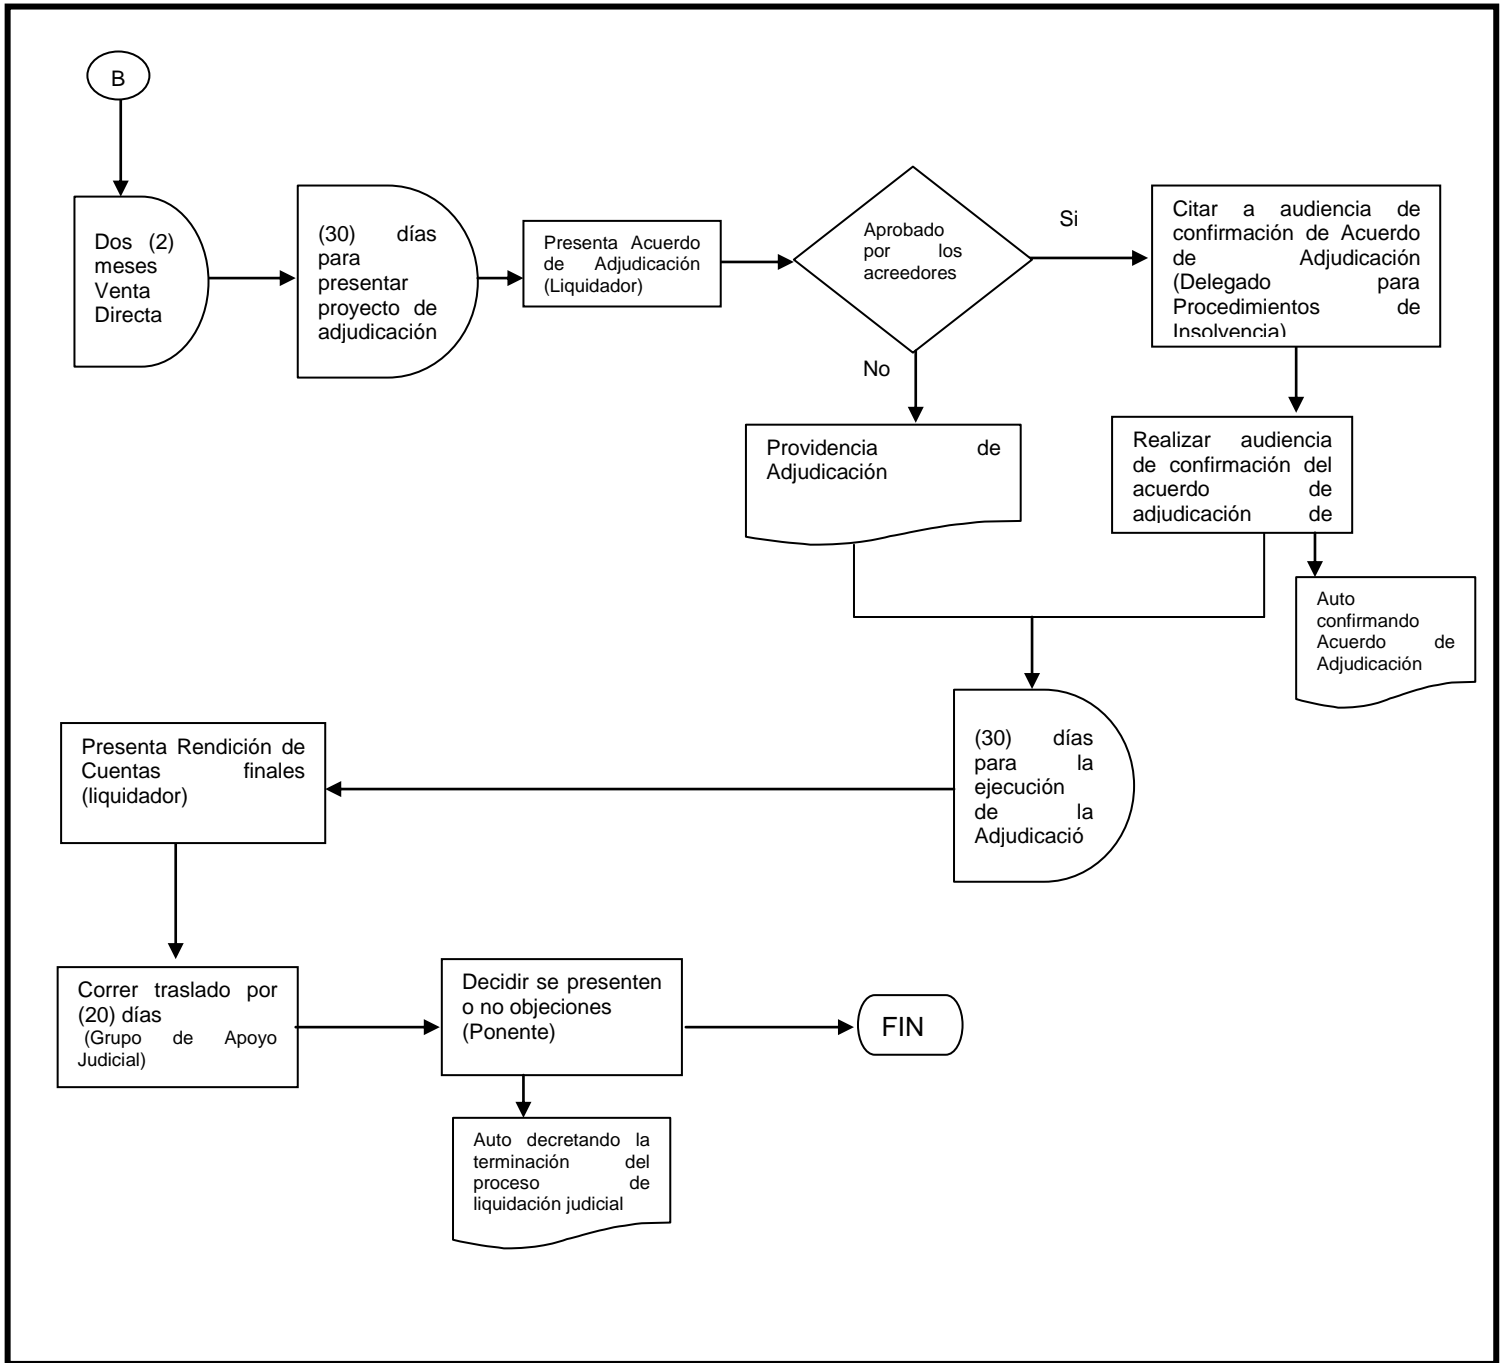 B
Dos (2)
meses
Venta
Directa
(30) días
para
presentar
proyecto de
adjudicación
Presenta Acuerdo
de Adjudicación
(Liquidador)
Aprobado
por los
acreedores
Si
Citar a audiencia de
confirmación de Acuerdo
de Adjudicación
(Delegado para
Procedimientos de
Insolvencia)
No
Providencia de
Adjudicación
Realizar audiencia
de confirmación del
acuerdo de
adjudicación de
Auto
confirmando
Acuerdo de
Adjudicación
(30) días
para la
ejecución
de la
Adjudicació
Presenta Rendición de
Cuentas finales
(liquidador)
Correr traslado por
(20) días
(Grupo de Apoyo
Judicial)
Decidir se presenten
o no objeciones
(Ponente)
FIN
Auto decretando la
terminación del
proceso de
liquidación judicial